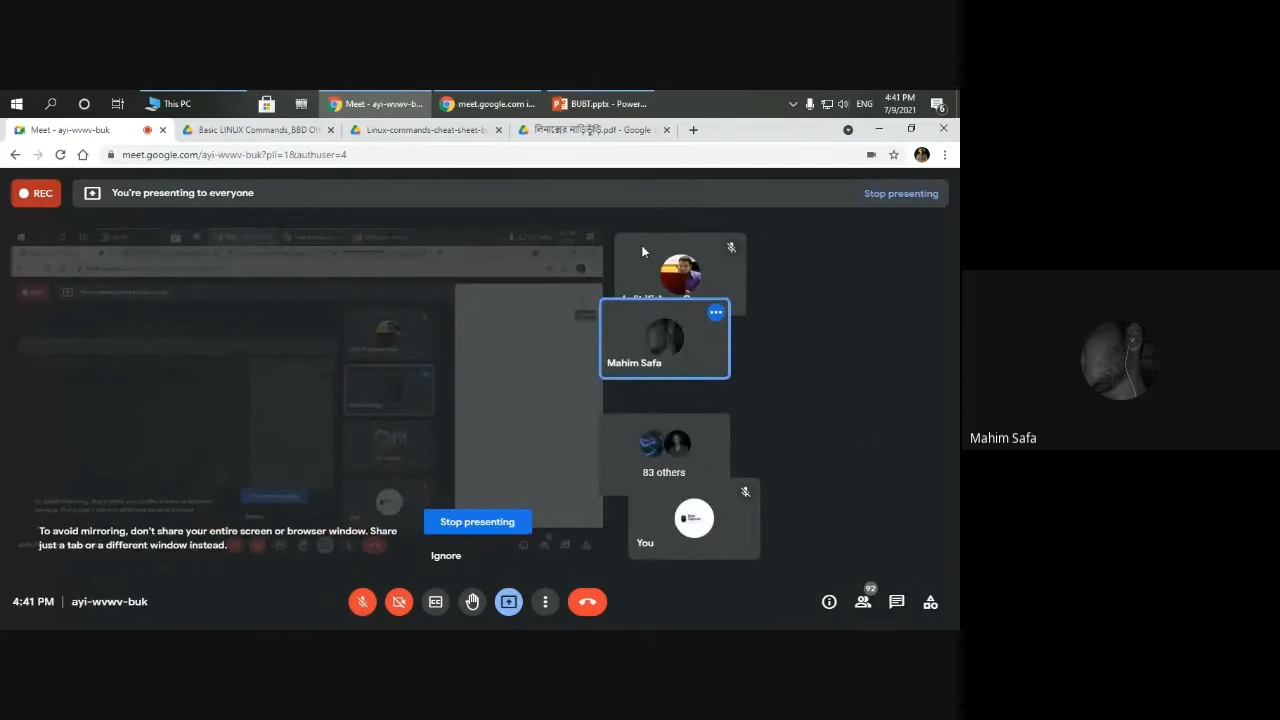 This PC
Meet - ayi-wvwv-b...
meet.google.com i...
BUBT.pptx - Power...
ENG
4:41 PM
7/9/2021
6
Meet - ayi-wvwv-buk
Basic LINUX Commands_BBD Of
Linux-commands-cheat-sheet-b
লিনাক্সের নাড়িভুঁড়ি.pdf - Google
meet.google.com/ayi-wvwv-buk?pli=1&authuser=4
REC
You're presenting to everyone
Stop presenting
Mahim Safa
83 others
You
To avoid mirroring, don't share your entire screen or browser window. Share
just a tab or a different window instead.
Stop presenting
Ignore
4:41 PM | ayi-wvwv-buk
92
Mahim Safa